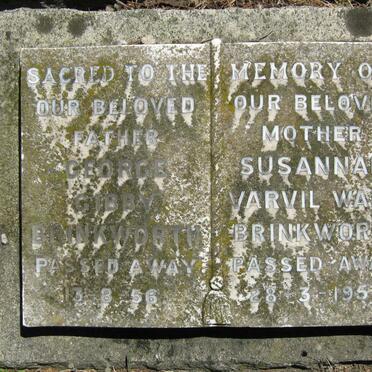 SACRED TO THE
OUR BELOVED
FATHER
GEORGE
GIBBY
BRINKWORTH
PASSED AWAY
13-8-56
MEMORY O
OUR BELOV
MOTHER
SUSANNA
VARVIL WA
BRINKWOR
PASSED AWA
28-3-195